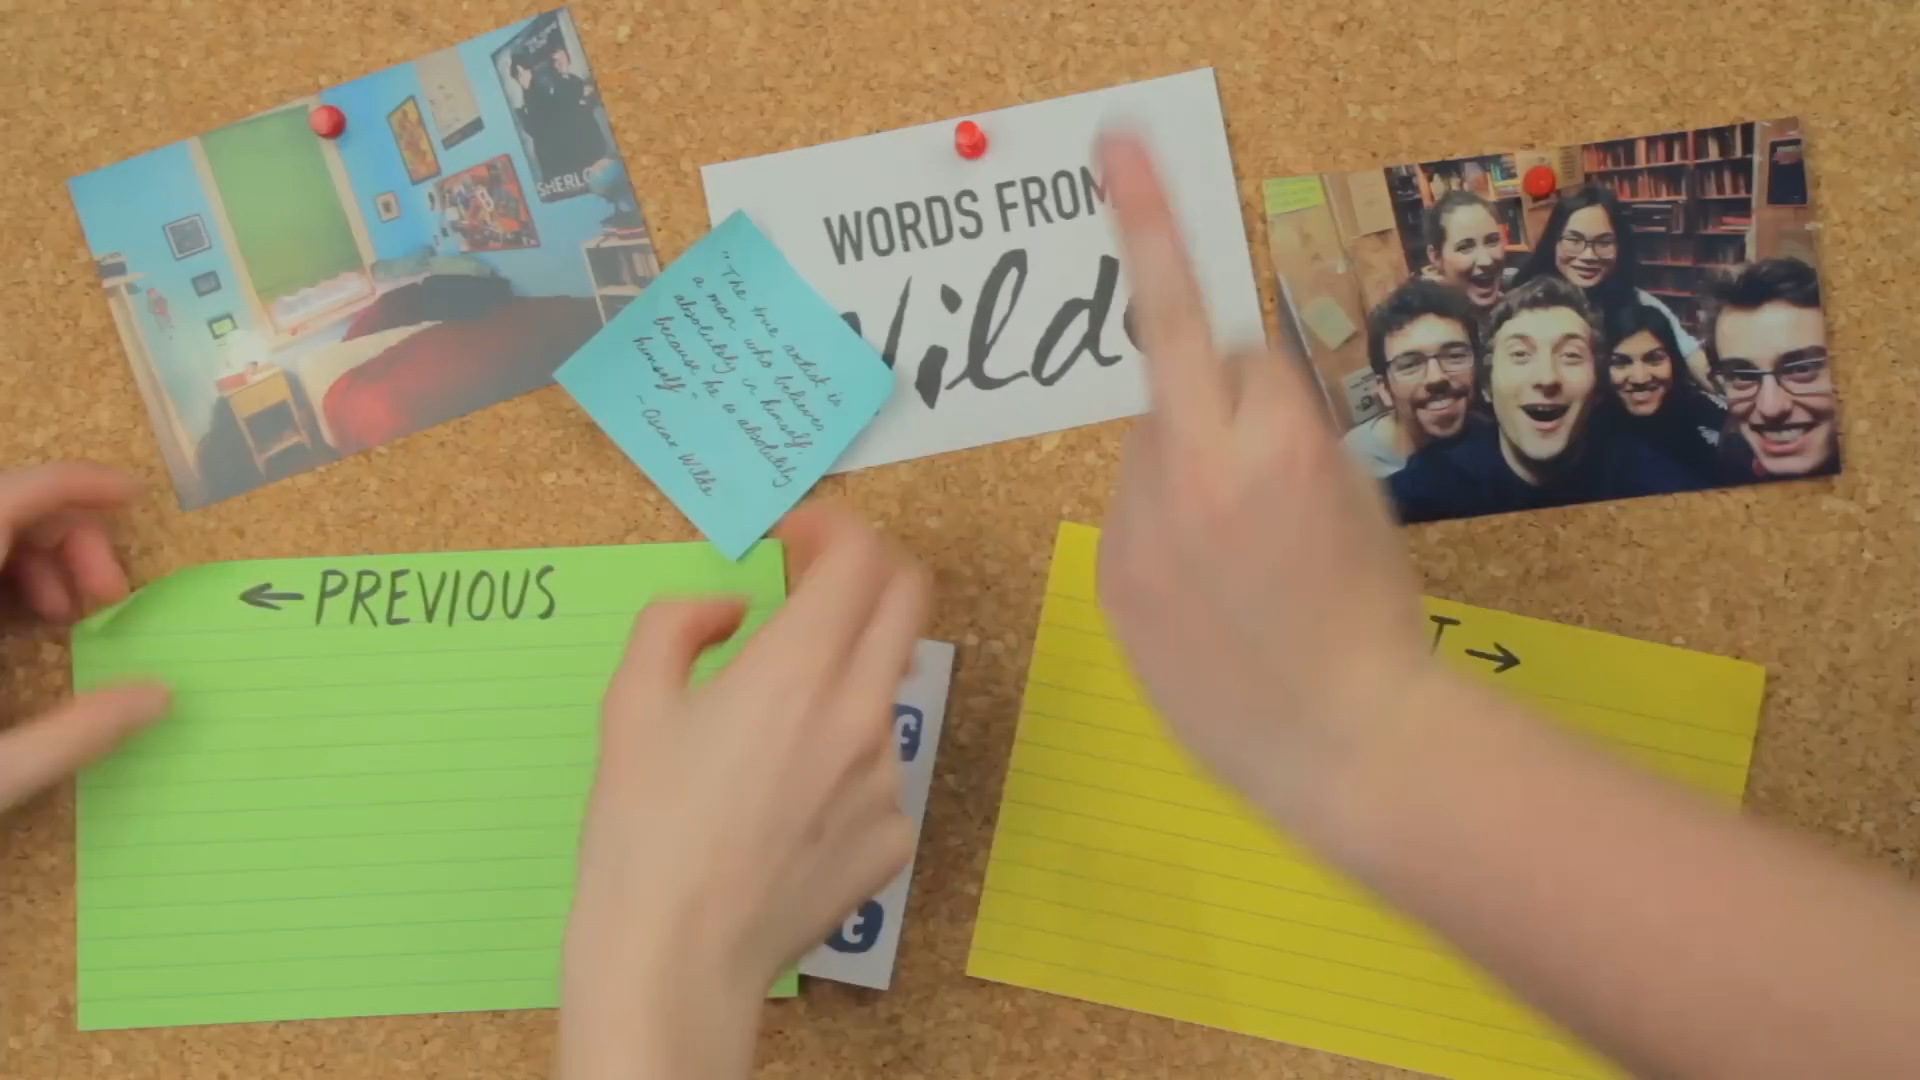 SHERLO
WORDS FROM
Wilde
"The true artist is
a man who believes
absolutely in himself,
because he is absolutely
himself"
- Oscar Wilde
← PREVIOUS
T →
f
t